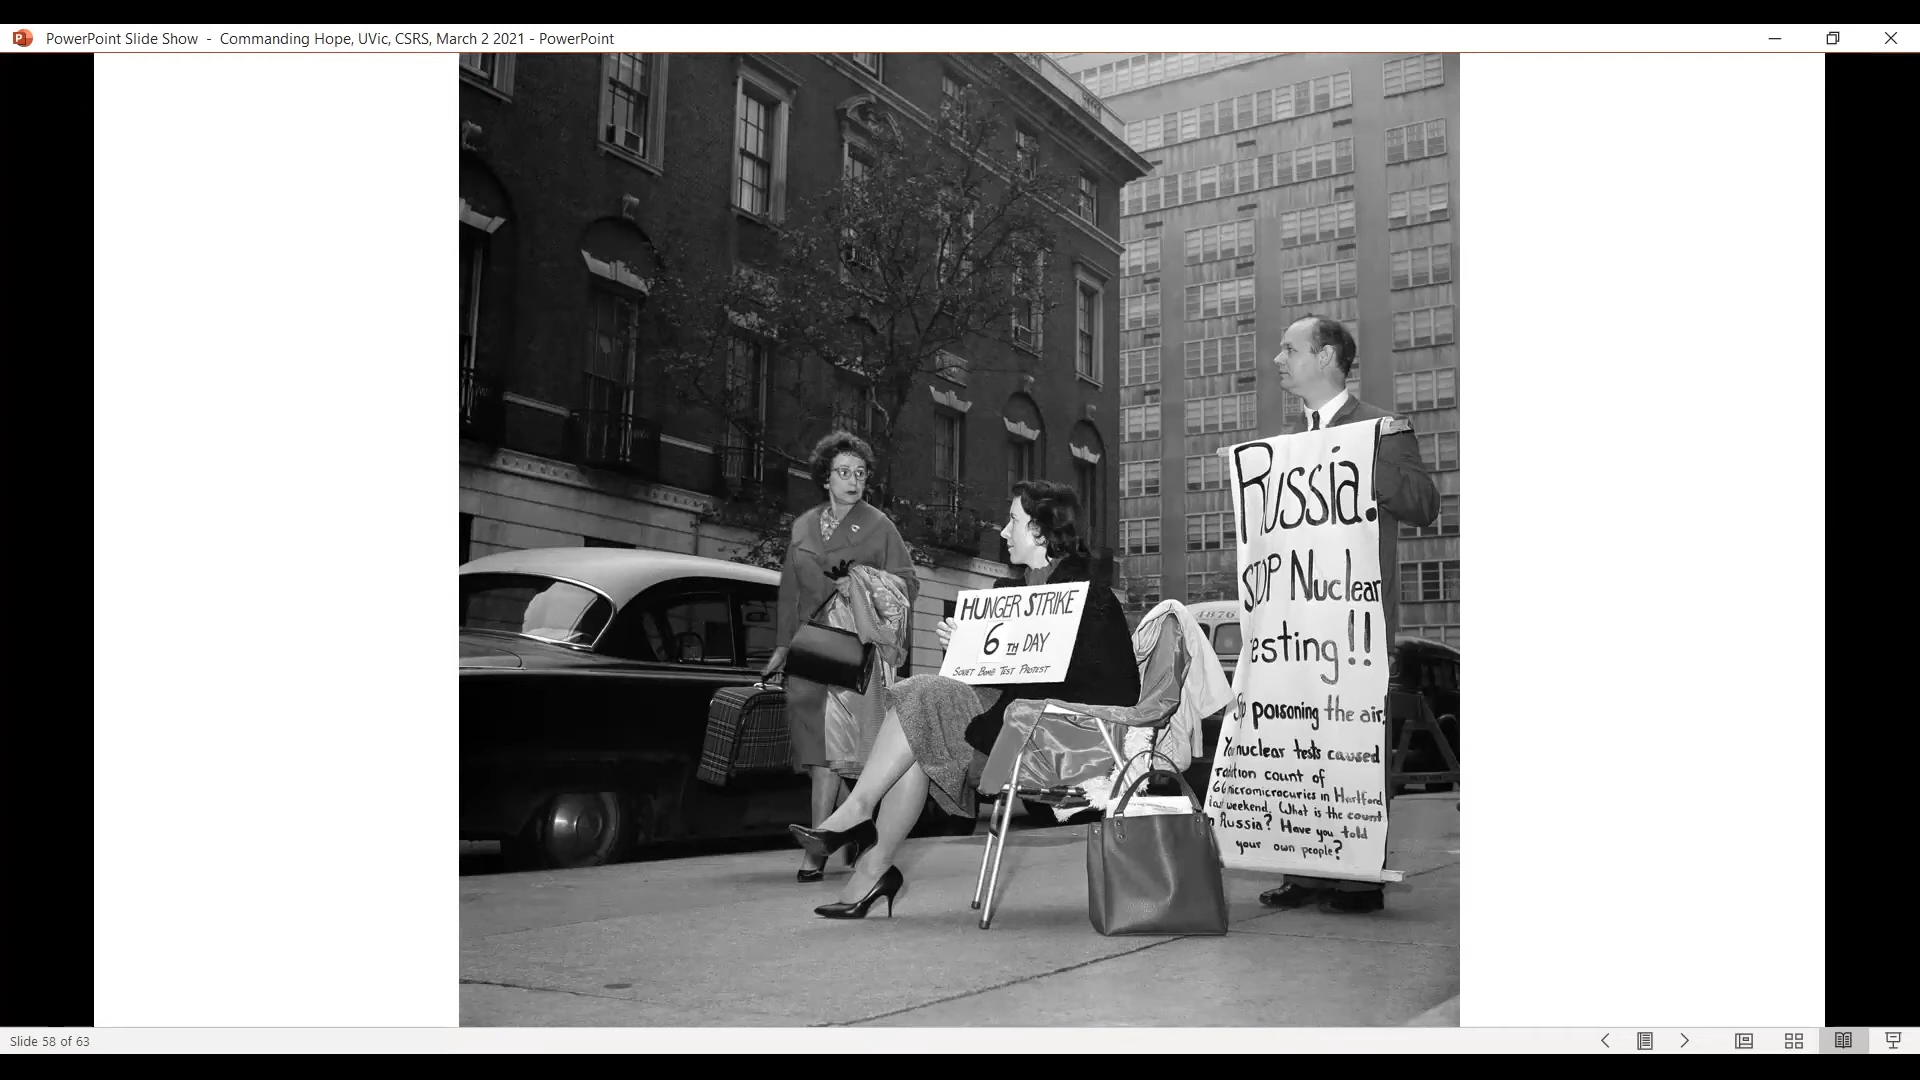 PowerPoint Slide Show - Commanding Hope, UVic, CSRS, March 2 2021 - PowerPoint
HUNGER STRIKE
6 TH DAY
SOVIET BOMB TEST PROTEST
4876
Russia!
STOP Nuclear
esting!!
poisoning the air!
nuclear tests caused
count of
micromicrocuries in Hartford
last weekend. What is the count
Russia? Have you told
your own people?
Slide 58 of 63